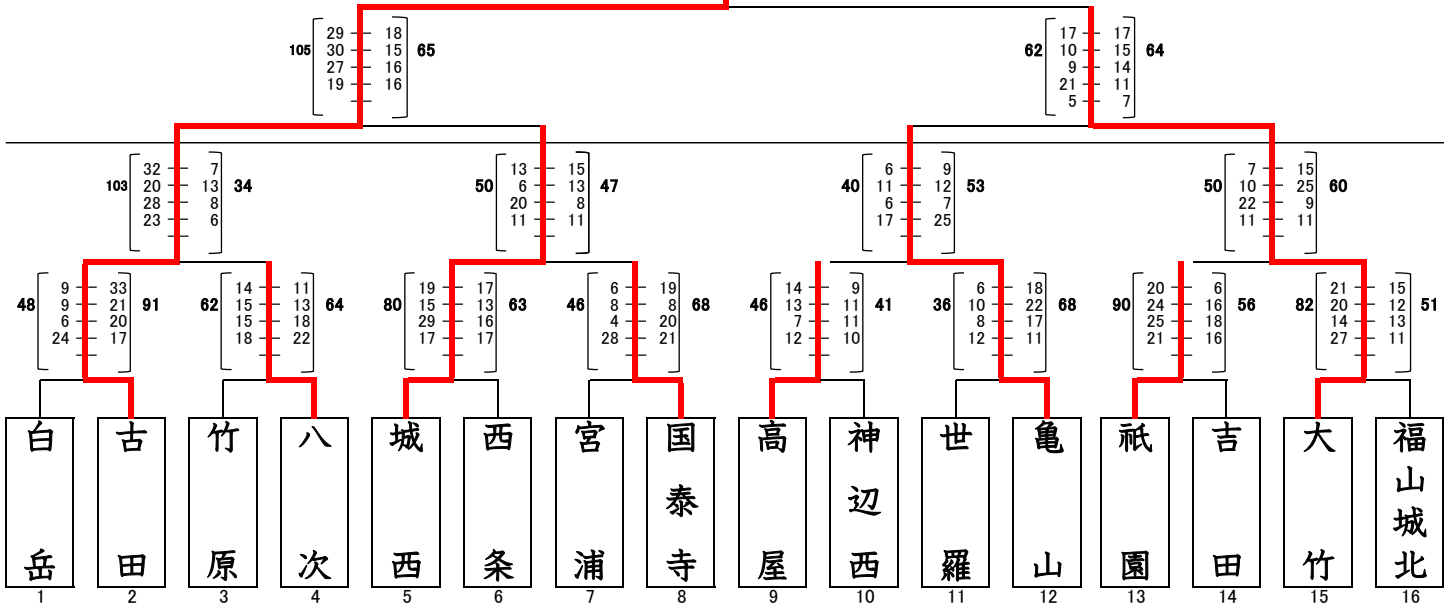 29 18
105 30 15 65
27 16
19 16
17 17
62 10 15 64
9 14
21 11
5 7
32 7
103 20 13 34
28 8
23 6
13 15
50 6 13 47
20 8
11 11
6 9
40 11 12 53
6 7
17 25
7 15
50 10 25 60
22 9
11 11
9 33
48 9 21 91
6 20
24 17
14 11
62 15 13 64
15 18
18 22
19 17
80 15 13 63
29 16
17 17
6 19
46 8 8 68
4 20
28 21
14 9
46 13 11 41
7 11
12 10
6 18
36 10 22 68
8 17
12 11
20 6
90 24 16 56
25 18
21 16
21 15
82 20 12 51
14 13
27 11
白岳
古田
竹原
八次
城西
西条
宮浦
国泰寺
高屋
神辺西
世羅
亀山
祇園
吉田
大竹
福山城北
1 2 3 4 5 6 7 8 9 10 11 12 13 14 15 16